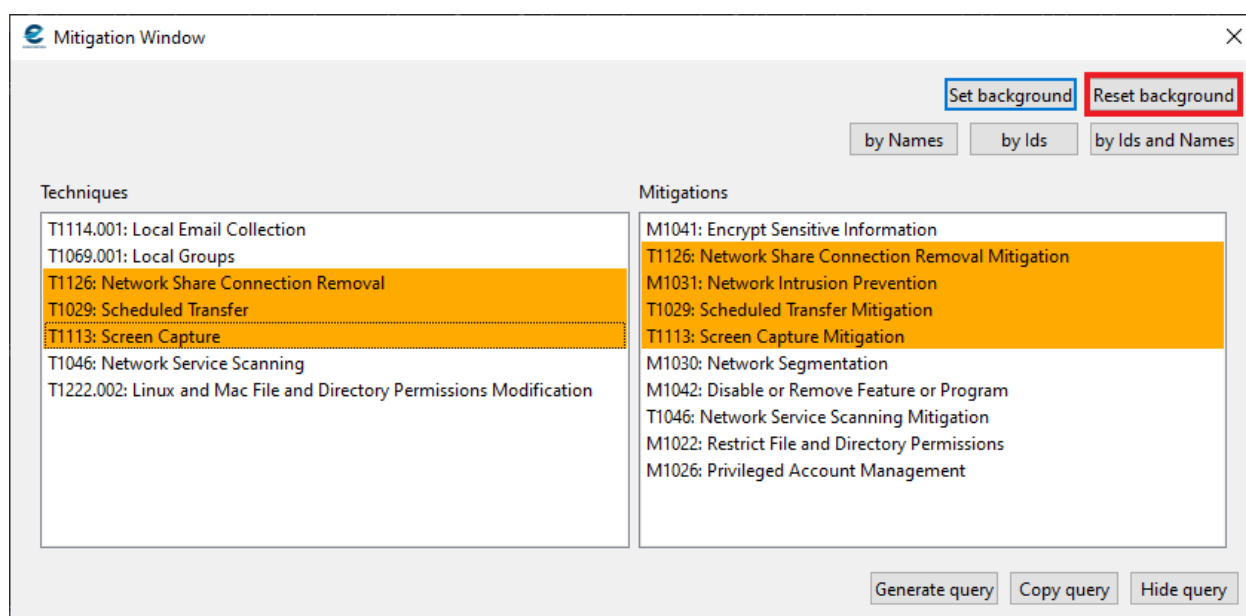 Mitigation Window
Set background Reset background
by Names by Ids by Ids and Names
Techniques
T1114.001: Local Email Collection
T1069.001: Local Groups
T1126: Network Share Connection Removal
T1029: Scheduled Transfer
T1113: Screen Capture
T1046: Network Service Scanning
T1222.002: Linux and Mac File and Directory Permissions Modification
Mitigations
M1041: Encrypt Sensitive Information
T1126: Network Share Connection Removal Mitigation
M1031: Network Intrusion Prevention
T1029: Scheduled Transfer Mitigation
T1113: Screen Capture Mitigation
M1030: Network Segmentation
M1042: Disable or Remove Feature or Program
T1046: Network Service Scanning Mitigation
M1022: Restrict File and Directory Permissions
M1026: Privileged Account Management
Generate query Copy query Hide query